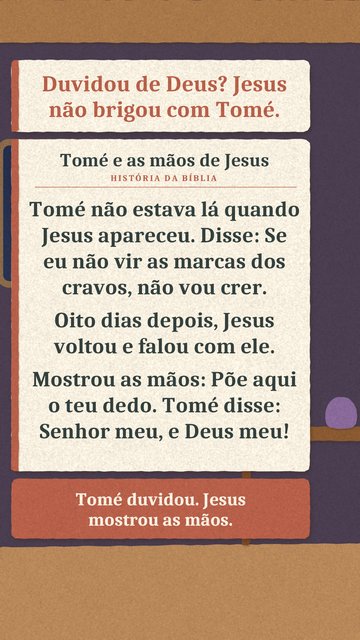 Duvidou de Deus? Jesus
não brigou com Tomé.
Tomé e as mãos de Jesus
HISTÓRIA DA BÍBLIA
Tomé não estava lá quando
Jesus apareceu. Disse: Se
eu não vir as marcas dos
cravos, não vou crer.
Oito dias depois, Jesus
voltou e falou com ele.
Mostrou as mãos: Põe aqui
o teu dedo. Tomé disse:
Senhor meu, e Deus meu!
Tomé duvidou. Jesus
mostrou as mãos.